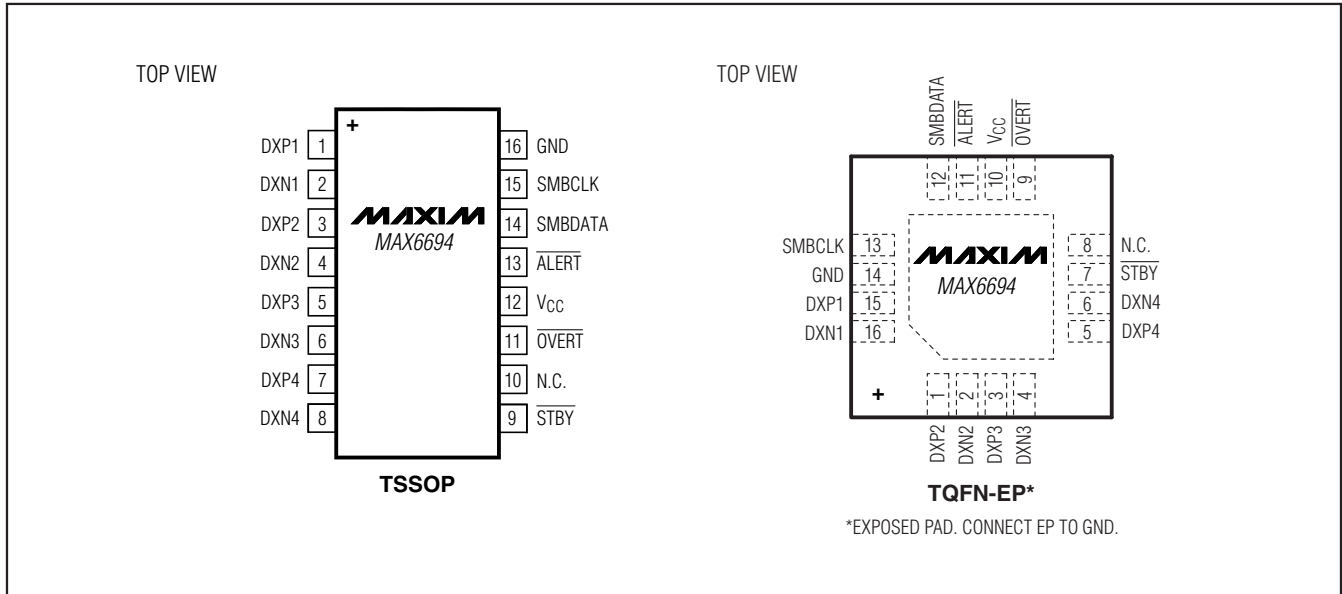 TOP VIEW
+
DXP1 1
DXN1 2
DXP2 3
DXN2 4
DXP3 5
DXN3 6
DXP4 7
DXN4 8
MAXIM
MAX6694
16 GND
15 SMBCLK
14 SMBDATA
13 ALERT
12 VCC
11 OVERT
10 N.C.
9 STBY
TSSOP
TOP VIEW
SMBDATA ALERT VCC OVERT
12 11 10 9
SMBCLK 13
GND 14
DXP1 15
DXN1 16
MAXIM
MAX6694
8 N.C.
7 STBY
6 DXN4
5 DXP4
+
1 2 3 4
DXP2 DXN2 DXP3 DXN3
TQFN-EP*
*EXPOSED PAD. CONNECT EP TO GND.